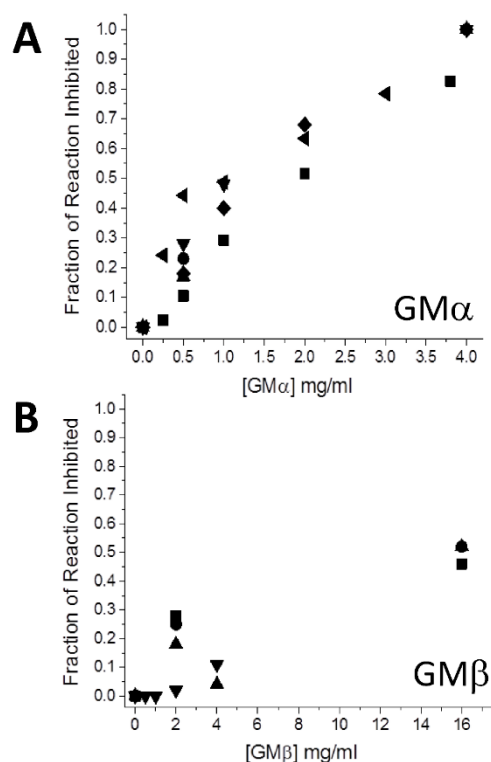 A
Fraction of Reaction Inhibited
1.0
0.9
0.8
0.7
0.6
0.5
0.4
0.3
0.2
0.1
0.0
GMα
0.0 0.5 1.0 1.5 2.0 2.5 3.0 3.5 4.0
[GMα] mg/ml
B
Fraction of Reaction Inhibited
1.0
0.9
0.8
0.7
0.6
0.5
0.4
0.3
0.2
0.1
0.0
GMβ
0 2 4 6 8 10 12 14 16
[GMβ] mg/ml